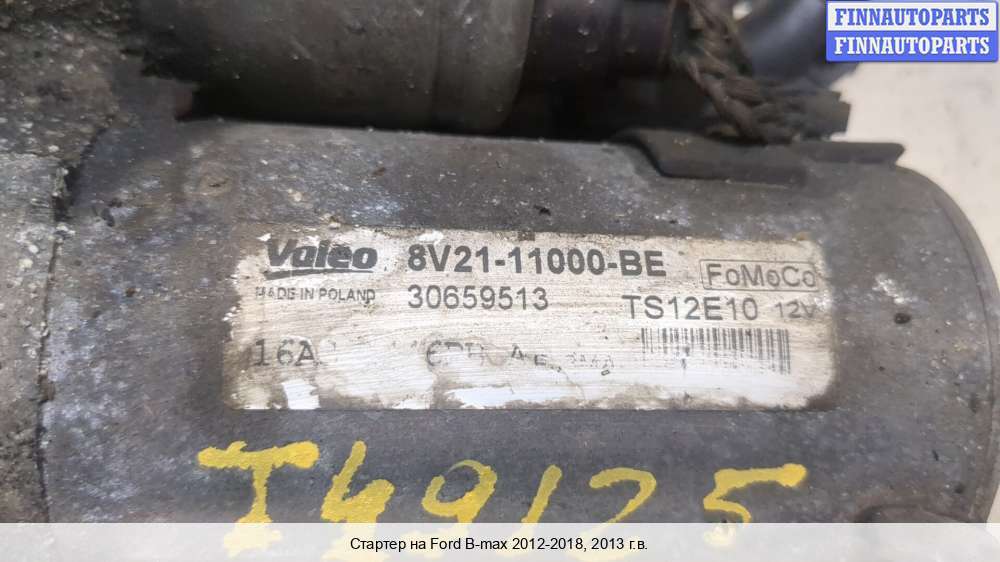 FINNAUTOPARTS
FINNAUTOPARTS
Valeo 8V21-11000-BE FoMoCo
MADE IN POLAND 30659513 TS12E10 12V
16A
T49125
Стартер на Ford B-max 2012-2018, 2013 г.в.